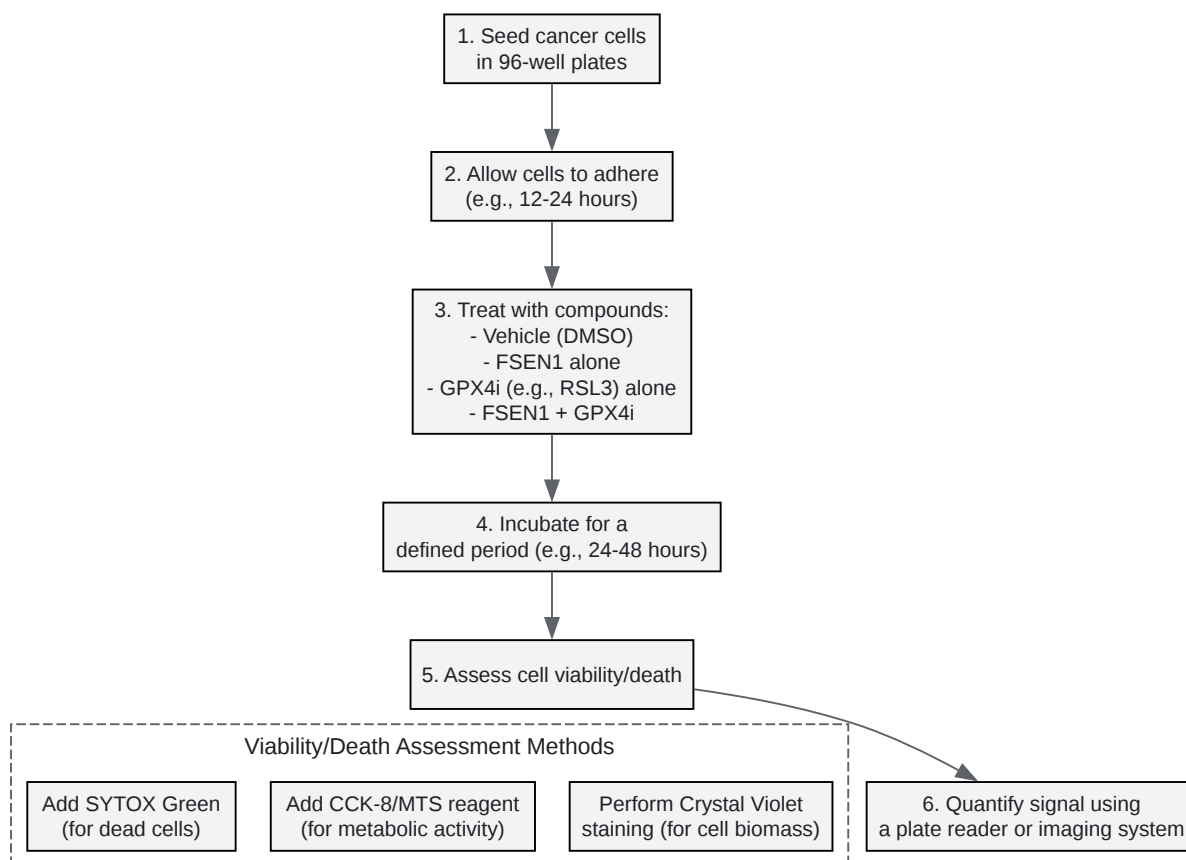 1. Seed cancer cells
in 96-well plates
2. Allow cells to adhere
(e.g., 12-24 hours)
3. Treat with compounds:
- Vehicle (DMSO)
- FSEN1 alone
- GPX4i (e.g., RSL3) alone
- FSEN1 + GPX4i
4. Incubate for a
defined period (e.g., 24-48 hours)
5. Assess cell viability/death
Viability/Death Assessment Methods
Add SYTOX Green
(for dead cells)
Add CCK-8/MTS reagent
(for metabolic activity)
Perform Crystal Violet
staining (for cell biomass)
6. Quantify signal using
a plate reader or imaging system